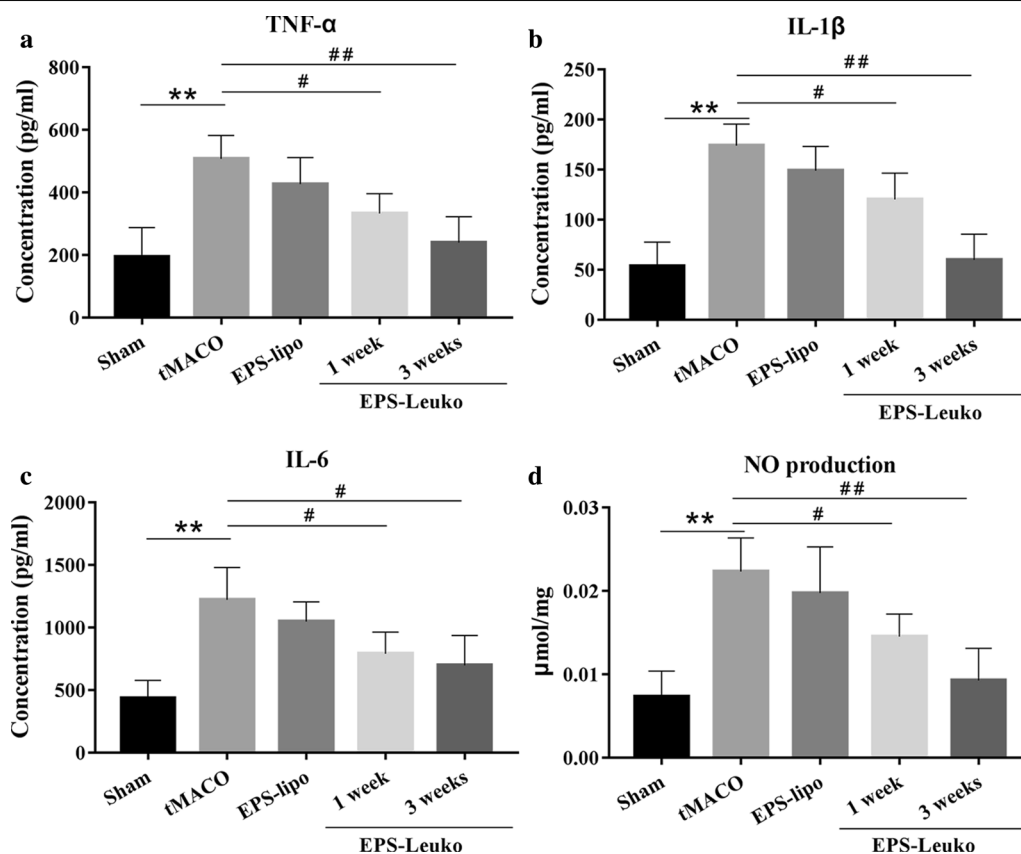 a
TNF-α
Concentration (pg/ml)
800
600
400
200
0
**
#
##
Sham
tMACO
EPS-lipo
1 week
3 weeks
EPS-Leuko
b
IL-1β
Concentration (pg/ml)
250
200
150
100
50
0
**
#
##
Sham
tMACO
EPS-lipo
1 week
3 weeks
EPS-Leuko
c
IL-6
Concentration (pg/ml)
2000
1500
1000
500
0
**
#
#
Sham
tMACO
EPS-lipo
1 week
3 weeks
EPS-Leuko
d
NO production
μmol/mg
0.03
0.02
0.01
0.00
**
#
##
Sham
tMACO
EPS-lipo
1 week
3 weeks
EPS-Leuko